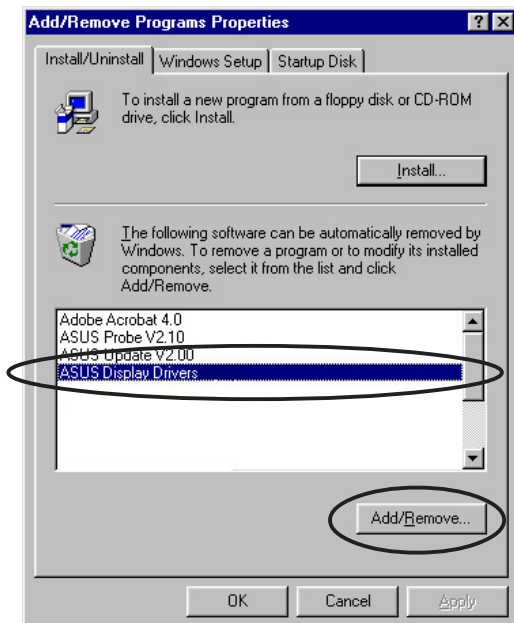 Add/Remove Programs Properties
Install/Uninstall Windows Setup Startup Disk
To install a new program from a floppy disk or CD-ROM
drive, click Install.
Install...
The following software can be automatically removed by
Windows. To remove a program or to modify its installed
components, select it from the list and click
Add/Remove.
Adobe Acrobat 4.0
ASUS Probe V2.10
ASUS Update V2.00
ASUS Display Drivers
Add/Remove...
OK Cancel Apply